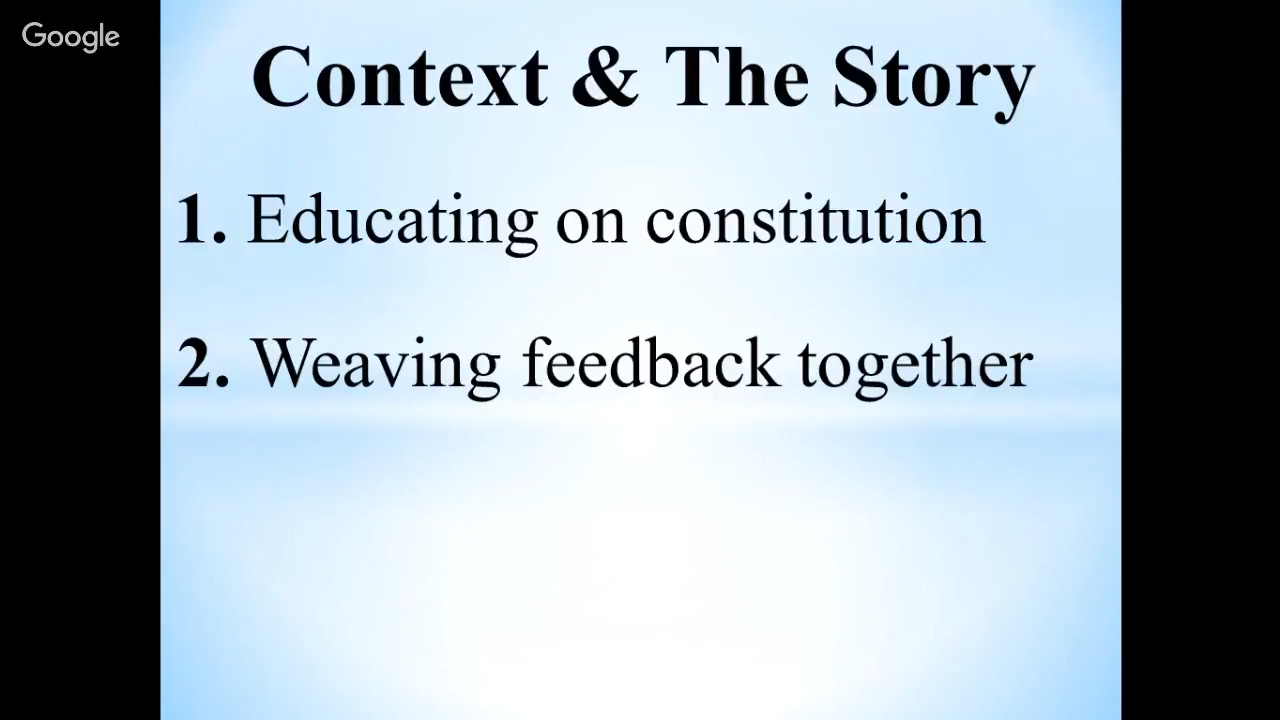 Google
Context & The Story
1. Educating on constitution
2. Weaving feedback together